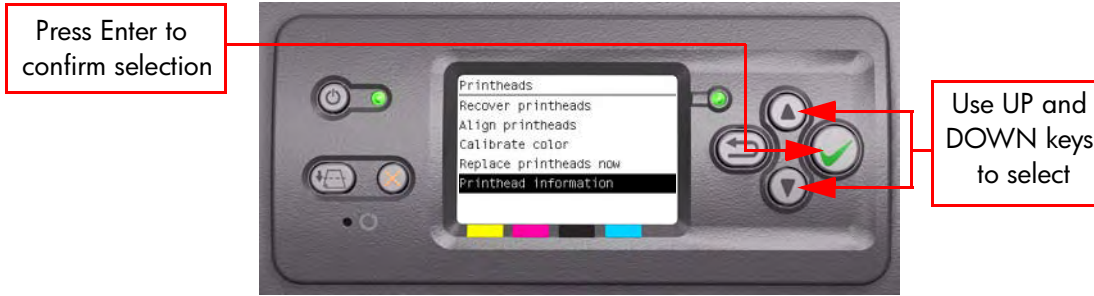 Press Enter to
confirm selection
Printheads
Recover printheads
Align printheads
Calibrate color
Replace printheads now
Printhead information
Use UP and
DOWN keys
to select